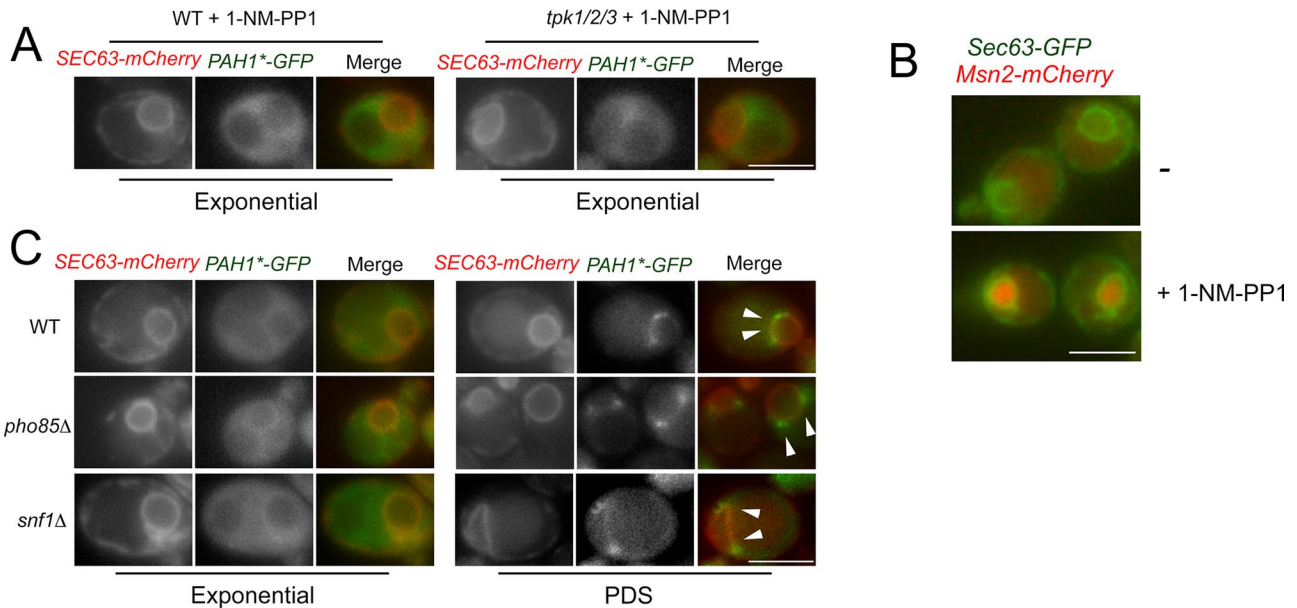 A
WT + 1-NM-PP1
tpk1/2/3 + 1-NM-PP1
SEC63-mCherry PAH1*-GFP Merge
SEC63-mCherry PAH1*-GFP Merge
Exponential
Exponential
B
Sec63-GFP
Msn2-mCherry
-
+ 1-NM-PP1
C
SEC63-mCherry PAH1*-GFP Merge
SEC63-mCherry PAH1*-GFP Merge
WT
pho85Δ
snf1Δ
Exponential
PDS